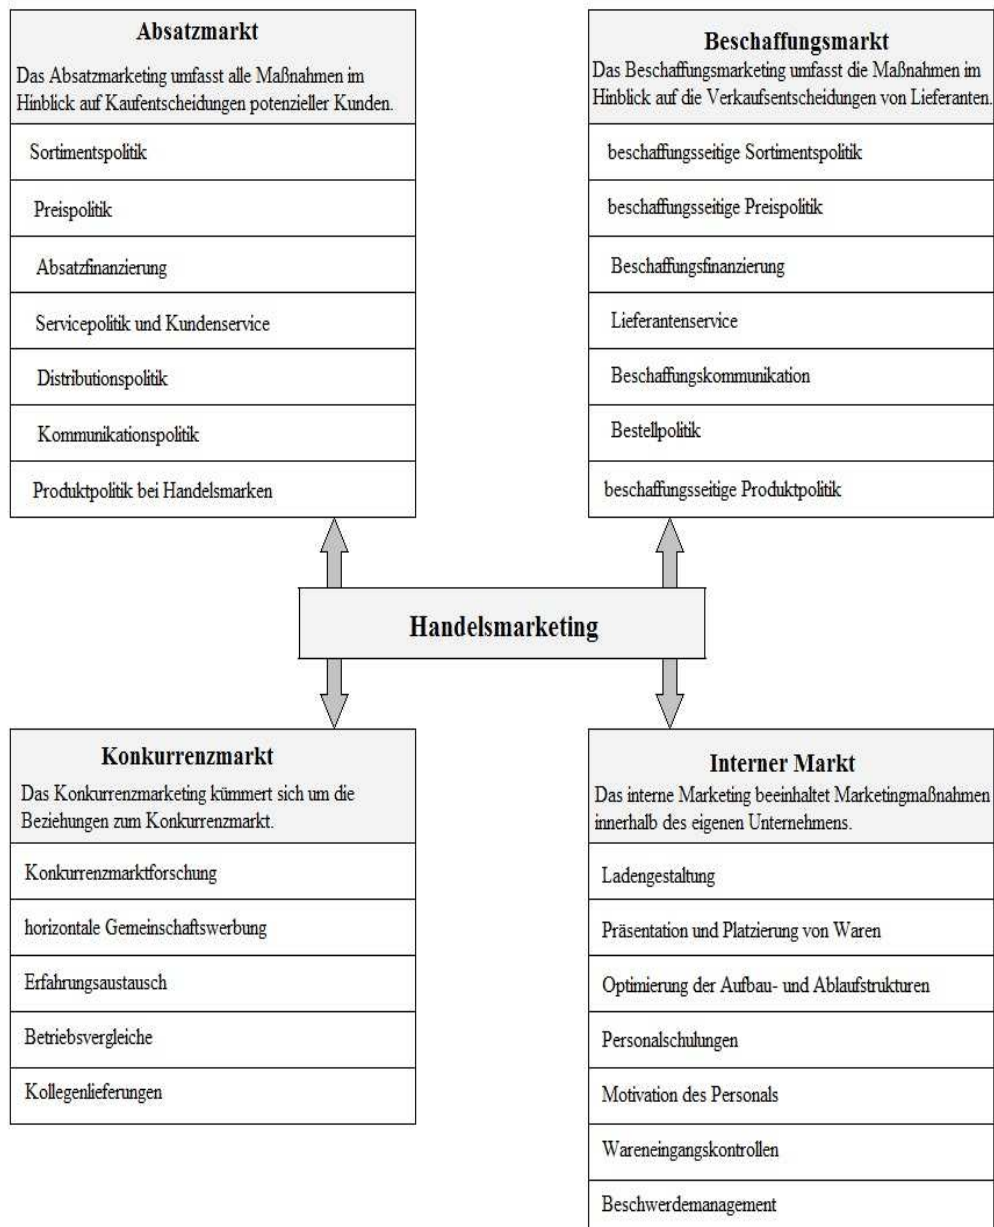 Absatzmarkt
Das Absatzmarketing umfasst alle Maßnahmen im
Hinblick auf Kaufentscheidungen potenzieller Kunden.
Sortimentspolitik
Preispolitik
Absatzfinanzierung
Servicepolitik und Kundenservice
Distributionspolitik
Kommunikationspolitik
Produktpolitik bei Handelsmarken
Beschaffungsmarkt
Das Beschaffungsmarketing umfasst die Maßnahmen im
Hinblick auf die Verkaufsentscheidungen von Lieferanten.
beschaffungsseitige Sortimentspolitik
beschaffungsseitige Preispolitik
Beschaffungsfinanzierung
Lieferantenservice
Beschaffungskommunikation
Bestellpolitik
beschaffungsseitige Produktpolitik
Handelsmarketing
Konkurrenzmarkt
Das Konkurrenzmarketing kümmert sich um die
Beziehungen zum Konkurrenzmarkt.
Konkurrenzmarktforschung
horizontale Gemeinschaftswerbung
Erfahrungsaustausch
Betriebsvergleiche
Kollegenlieferungen
Interner Markt
Das interne Marketing beeinhaltet Marketingmaßnahmen
innerhalb des eigenen Unternehmens.
Ladengestaltung
Präsentation und Platzierung von Waren
Optimierung der Aufbau- und Ablaufstrukturen
Personalschulungen
Motivation des Personals
Wareneingangskontrollen
Beschwerdemanagement